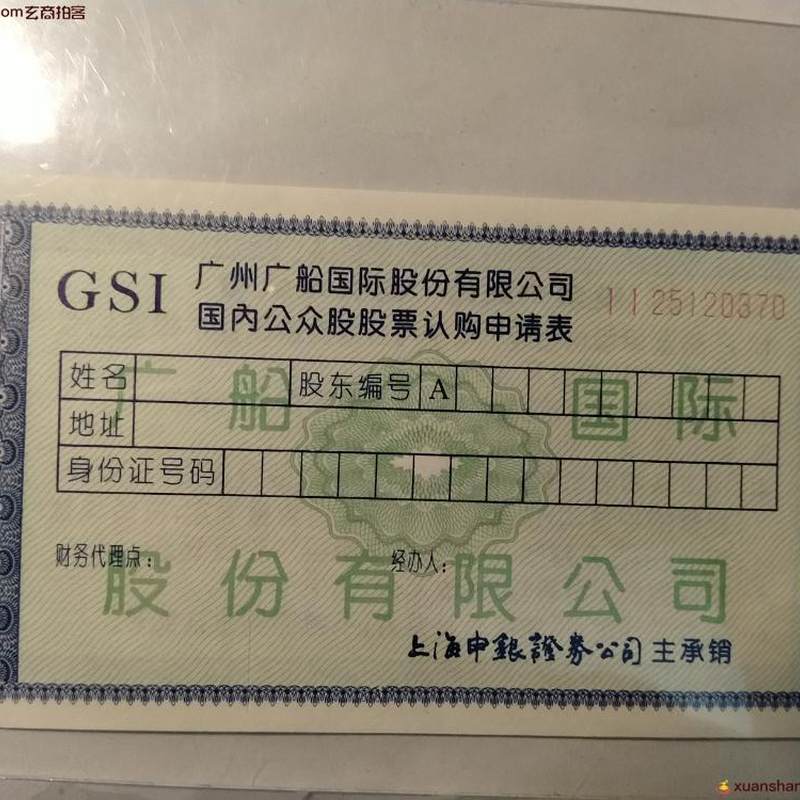 om玄商拍客
GSI 广州广船国际股份有限公司 1125120370
国内公众股股票认购申请表
姓名 股东编号 A
地址
身份证号码
广船国际
股份有限公司
财务代理点： 经办人：
上海申銀證券公司 主承销
xuanshan